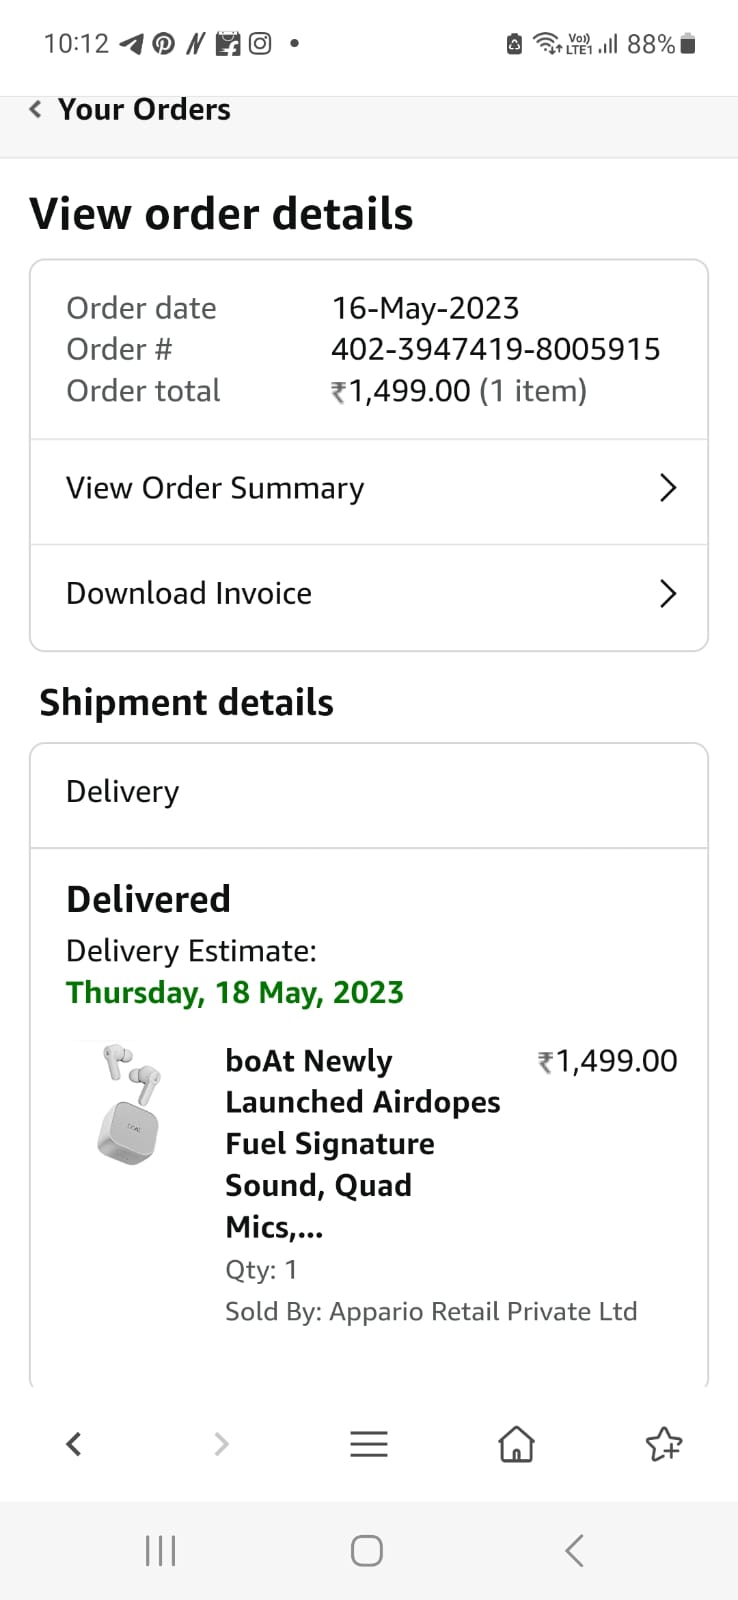 10:12
Vo)) LTE1 88%
Your Orders
View order details
Order date 16-May-2023
Order # 402-3947419-8005915
Order total ₹1,499.00 (1 item)
View Order Summary
Download Invoice
Shipment details
Delivery
Delivered
Delivery Estimate:
Thursday, 18 May, 2023
boAt Newly ₹1,499.00
Launched Airdopes
Fuel Signature
Sound, Quad
Mics,...
Qty: 1
Sold By: Appario Retail Private Ltd